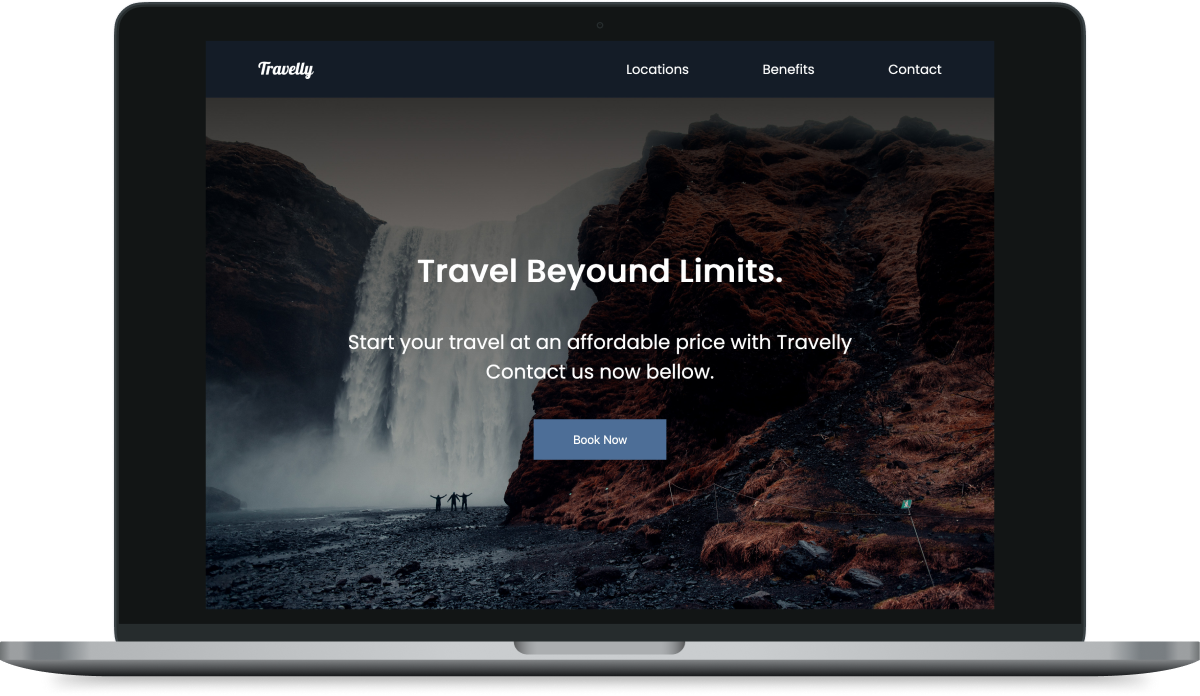 Travelly
Locations
Benefits
Contact
Travel Beyound Limits.
Start your travel at an affordable price with Travelly
Contact us now bellow.
Book Now